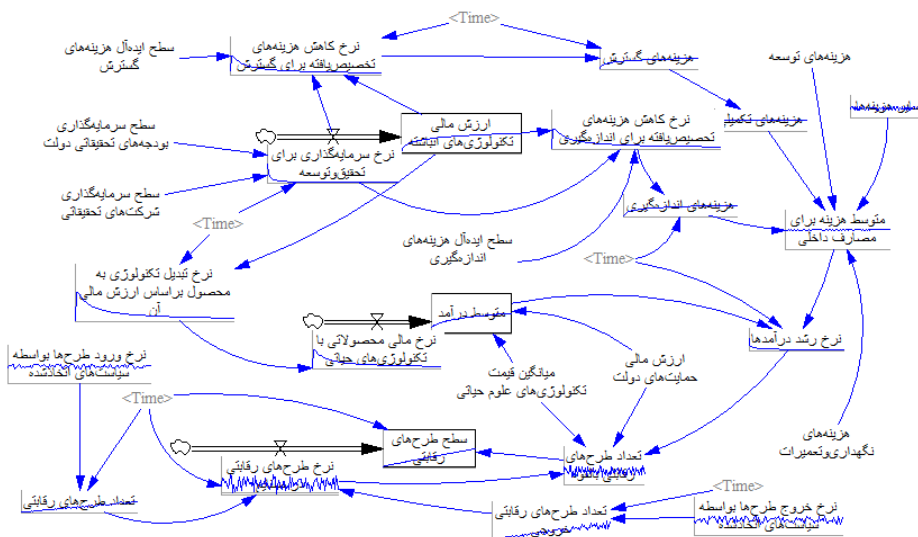 <Time>
سطح ایده‌آل هزینه‌های
گسترش
نرخ کاهش هزینه‌های
تخصیص‌یافته برای گسترش
هزینه‌های گسترش
هزینه‌های توسعه
سایر هزینه‌ها
سطح سرمایه‌گذاری
بودجه‌های تحقیقاتی دولت
نرخ سرمایه‌گذاری برای
تحقیق‌وتوسعه
ارزش مالی
تکنولوژی‌های انباشته
نرخ کاهش هزینه‌های
تخصیص‌یافته برای اندازه‌گیری
هزینه‌های
سطح سرمایه‌گذاری
شرکت‌های تحقیقاتی
<Time>
هزینه‌های اندازه‌گیری
متوسط هزینه برای
مصارف داخلی
سطح ایده‌آل هزینه‌های
اندازه‌گیری
<Time>
نرخ تبدیل تکنولوژی به
محصول براساس ارزش مالی
آن
متوسط درآمد
نرخ مالی محصولاتی با
تکنولوژی‌های حیاتی
نرخ رشد درآمدها
نرخ ورود طرح‌ها بواسطه
سیاست‌های اتخاذشده
میانگین قیمت
تکنولوژی‌های علوم حیاتی
ارزش مالی
حمایت‌های دولت
<Time>
سطح طرح‌های
رقابتی
هزینه‌های
نگهداری‌وتعمیرات
نرخ طرح‌های رقابتی
تعداد طرح‌های
رقابتی بالقوه
تعداد طرح‌های رقابتی
تعداد طرح‌های رقابتی
خروجی
<Time>
نرخ خروج طرح‌ها بواسطه
سیاست‌های اتخاذشده